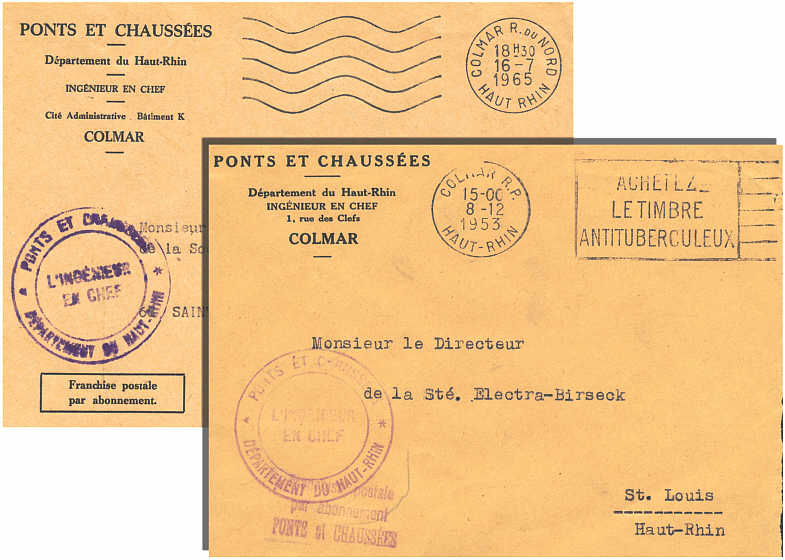 PONTS ET CHAUSSÉES
Département du Haut-Rhin
INGÉNIEUR EN CHEF
Cité Administrative . Bâtiment K
COLMAR
COLMAR R. DU NORD
18H30
16-7
1965
HAUT RHIN
PONTS ET CHAUSSÉES
L'INGÉNIEUR
EN CHEF
DÉPARTEMENT DU HAUT-RHIN
Monsieur
de la
SAIN
Franchise postale
par abonnement.
PONTS ET CHAUSSÉES
Département du Haut-Rhin
INGÉNIEUR EN CHEF
1, rue des Clefs
COLMAR
COLMAR R.P.
15-00
8-12
1953
HAUT-RHIN
ACHETEZ
LE TIMBRE
ANTITUBERCULEUX
Monsieur le Directeur
de la Sté. Electra-Birseck
PONTS ET CHAUSSÉES
L'INGÉNIEUR
EN CHEF
DÉPARTEMENT DU HAUT-RHIN
postale
par abonnement
PONTS et CHAUSSÉES
St. Louis
Haut-Rhin